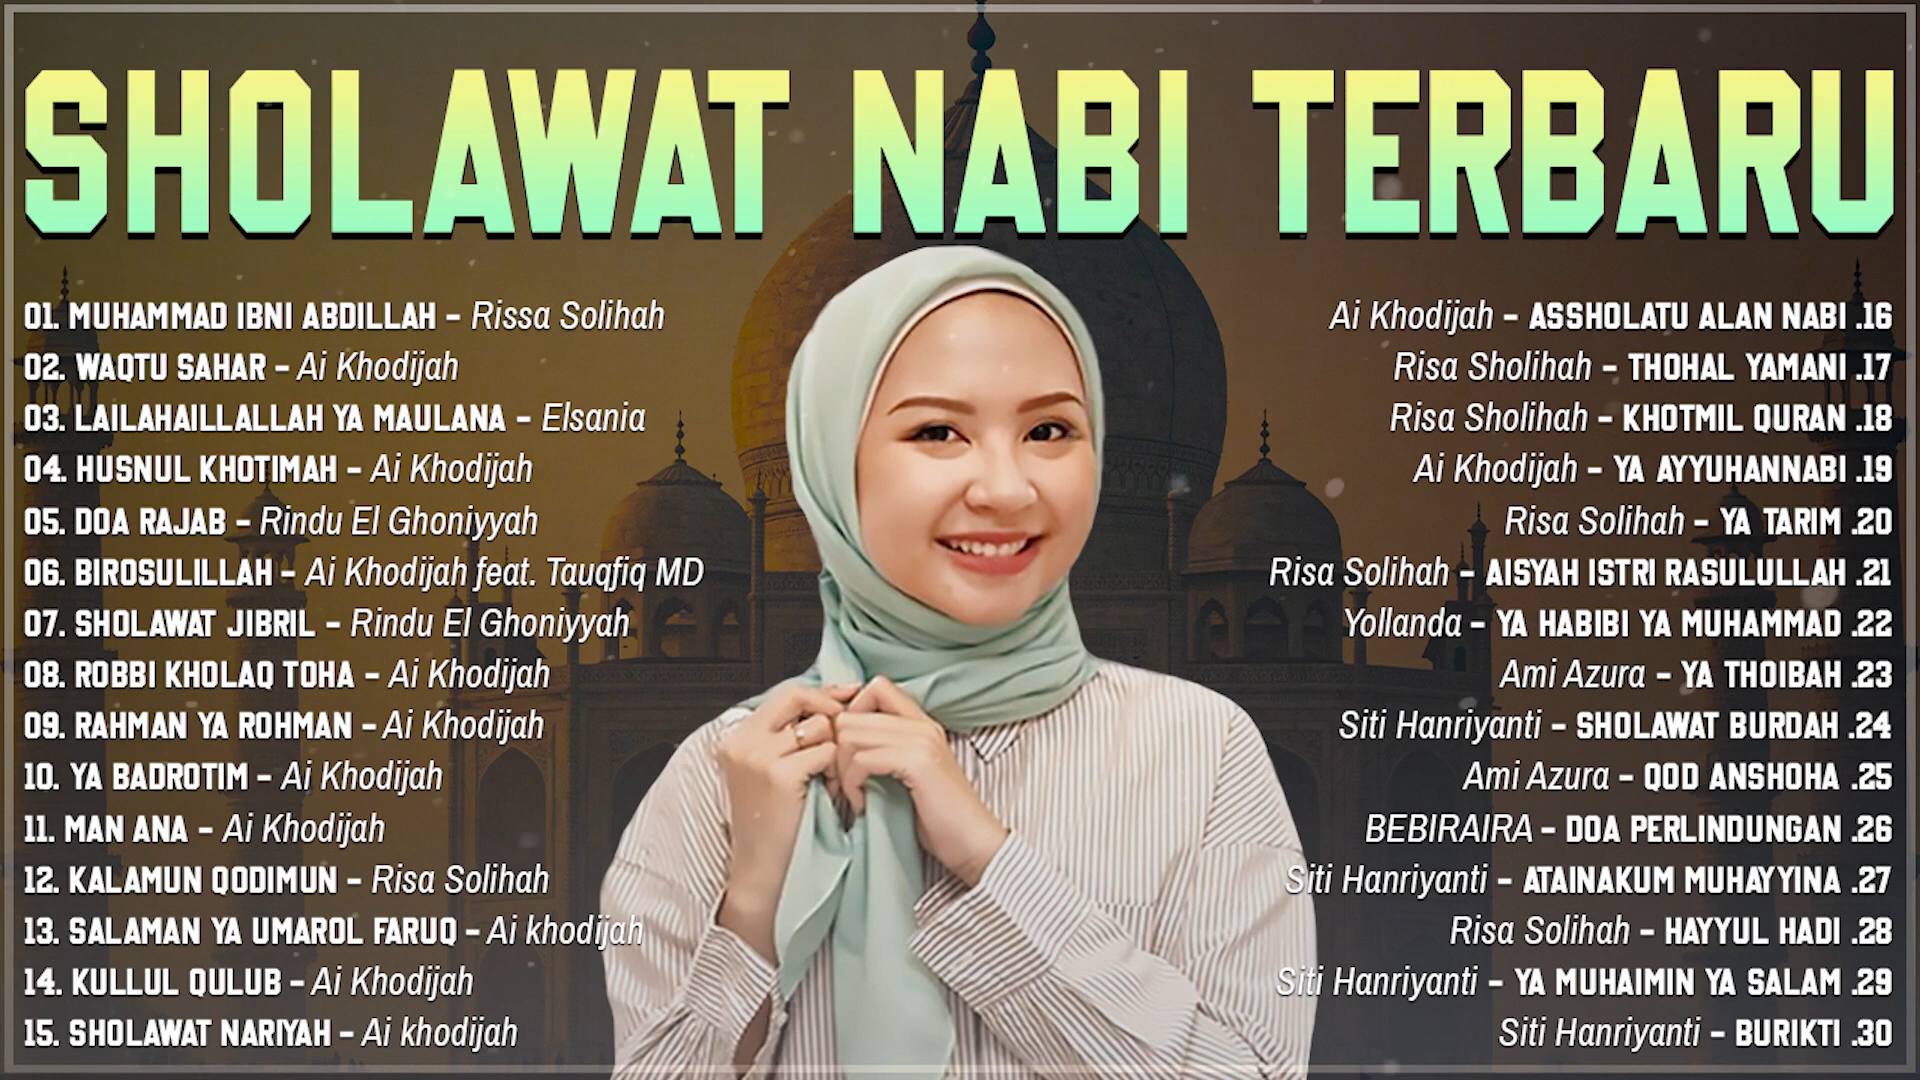 SHOLAWAT NABI TERBARU
01. MUHAMMAD IBNI ABDILLAH - Rissa Solihah
02. WAQTU SAHAR - Ai Khodijah
03. LAILAHAILLALLAH YA MAULANA - Elsania
04. HUSNUL KHOTIMAH - Ai Khodijah
05. DOA RAJAB - Rindu El Ghoniyyah
06. BIROSULILLAH - Ai Khodijah feat. Tauqfiq MD
07. SHOLAWAT JIBRIL - Rindu El Ghoniyyah
08. ROBBI KHOLAQ TOHA - Ai Khodijah
09. RAHMAN YA ROHMAN - Ai Khodijah
10. YA BADROTIM - Ai Khodijah
11. MAN ANA - Ai Khodijah
12. KALAMUN QODIMUN - Risa Solihah
13. SALAMAN YA UMAROL FARUQ - Ai khodijah
14. KULLUL QULUB - Ai Khodijah
15. SHOLAWAT NARIYAH - Ai khodijah
Ai Khodijah - ASSHOLATU ALAN NABI .16
Risa Sholihah - THOHAL YAMANI .17
Risa Sholihah - KHOTMIL QURAN .18
Ai Khodijah - YA AYYUHANNABI .19
Risa Solihah - YA TARIM .20
Risa Solihah - AISYAH ISTRI RASULULLAH .21
Yollanda - YA HABIBI YA MUHAMMAD .22
Ami Azura - YA THOIBAH .23
Siti Hanriyanti - SHOLAWAT BURDAH .24
Ami Azura - QOD ANSHOHA .25
BEBIRAIRA - DOA PERLINDUNGAN .26
Siti Hanriyanti - ATAINAKUM MUHAYYINA .27
Risa Solihah - HAYYUL HADI .28
Siti Hanriyanti - YA MUHAIMIN YA SALAM .29
Siti Hanriyanti - BURIKTI .30